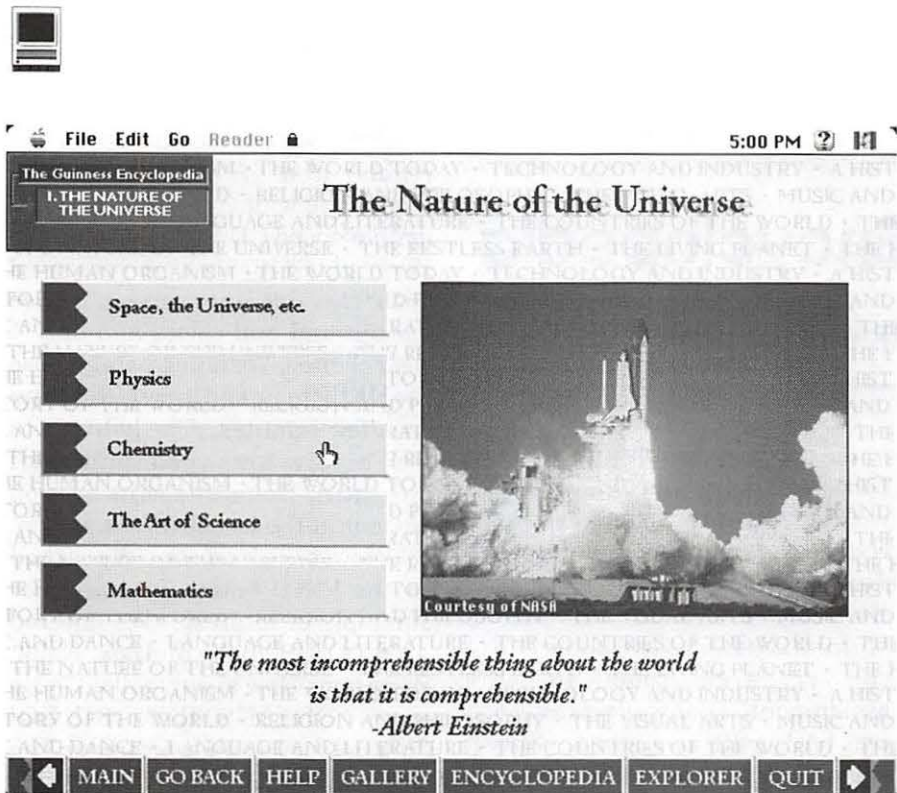 File Edit Go Reader 5:00 PM
The Guinness Encyclopedia
1. THE NATURE OF
THE UNIVERSE
The Nature of the Universe
Space, the Universe, etc.
Physics
Chemistry
The Art of Science
Mathematics
Courtesy of NASA
"The most incomprehensible thing about the world
is that it is comprehensible."
-Albert Einstein
MAIN GO BACK HELP GALLERY ENCYCLOPEDIA EXPLORER QUIT